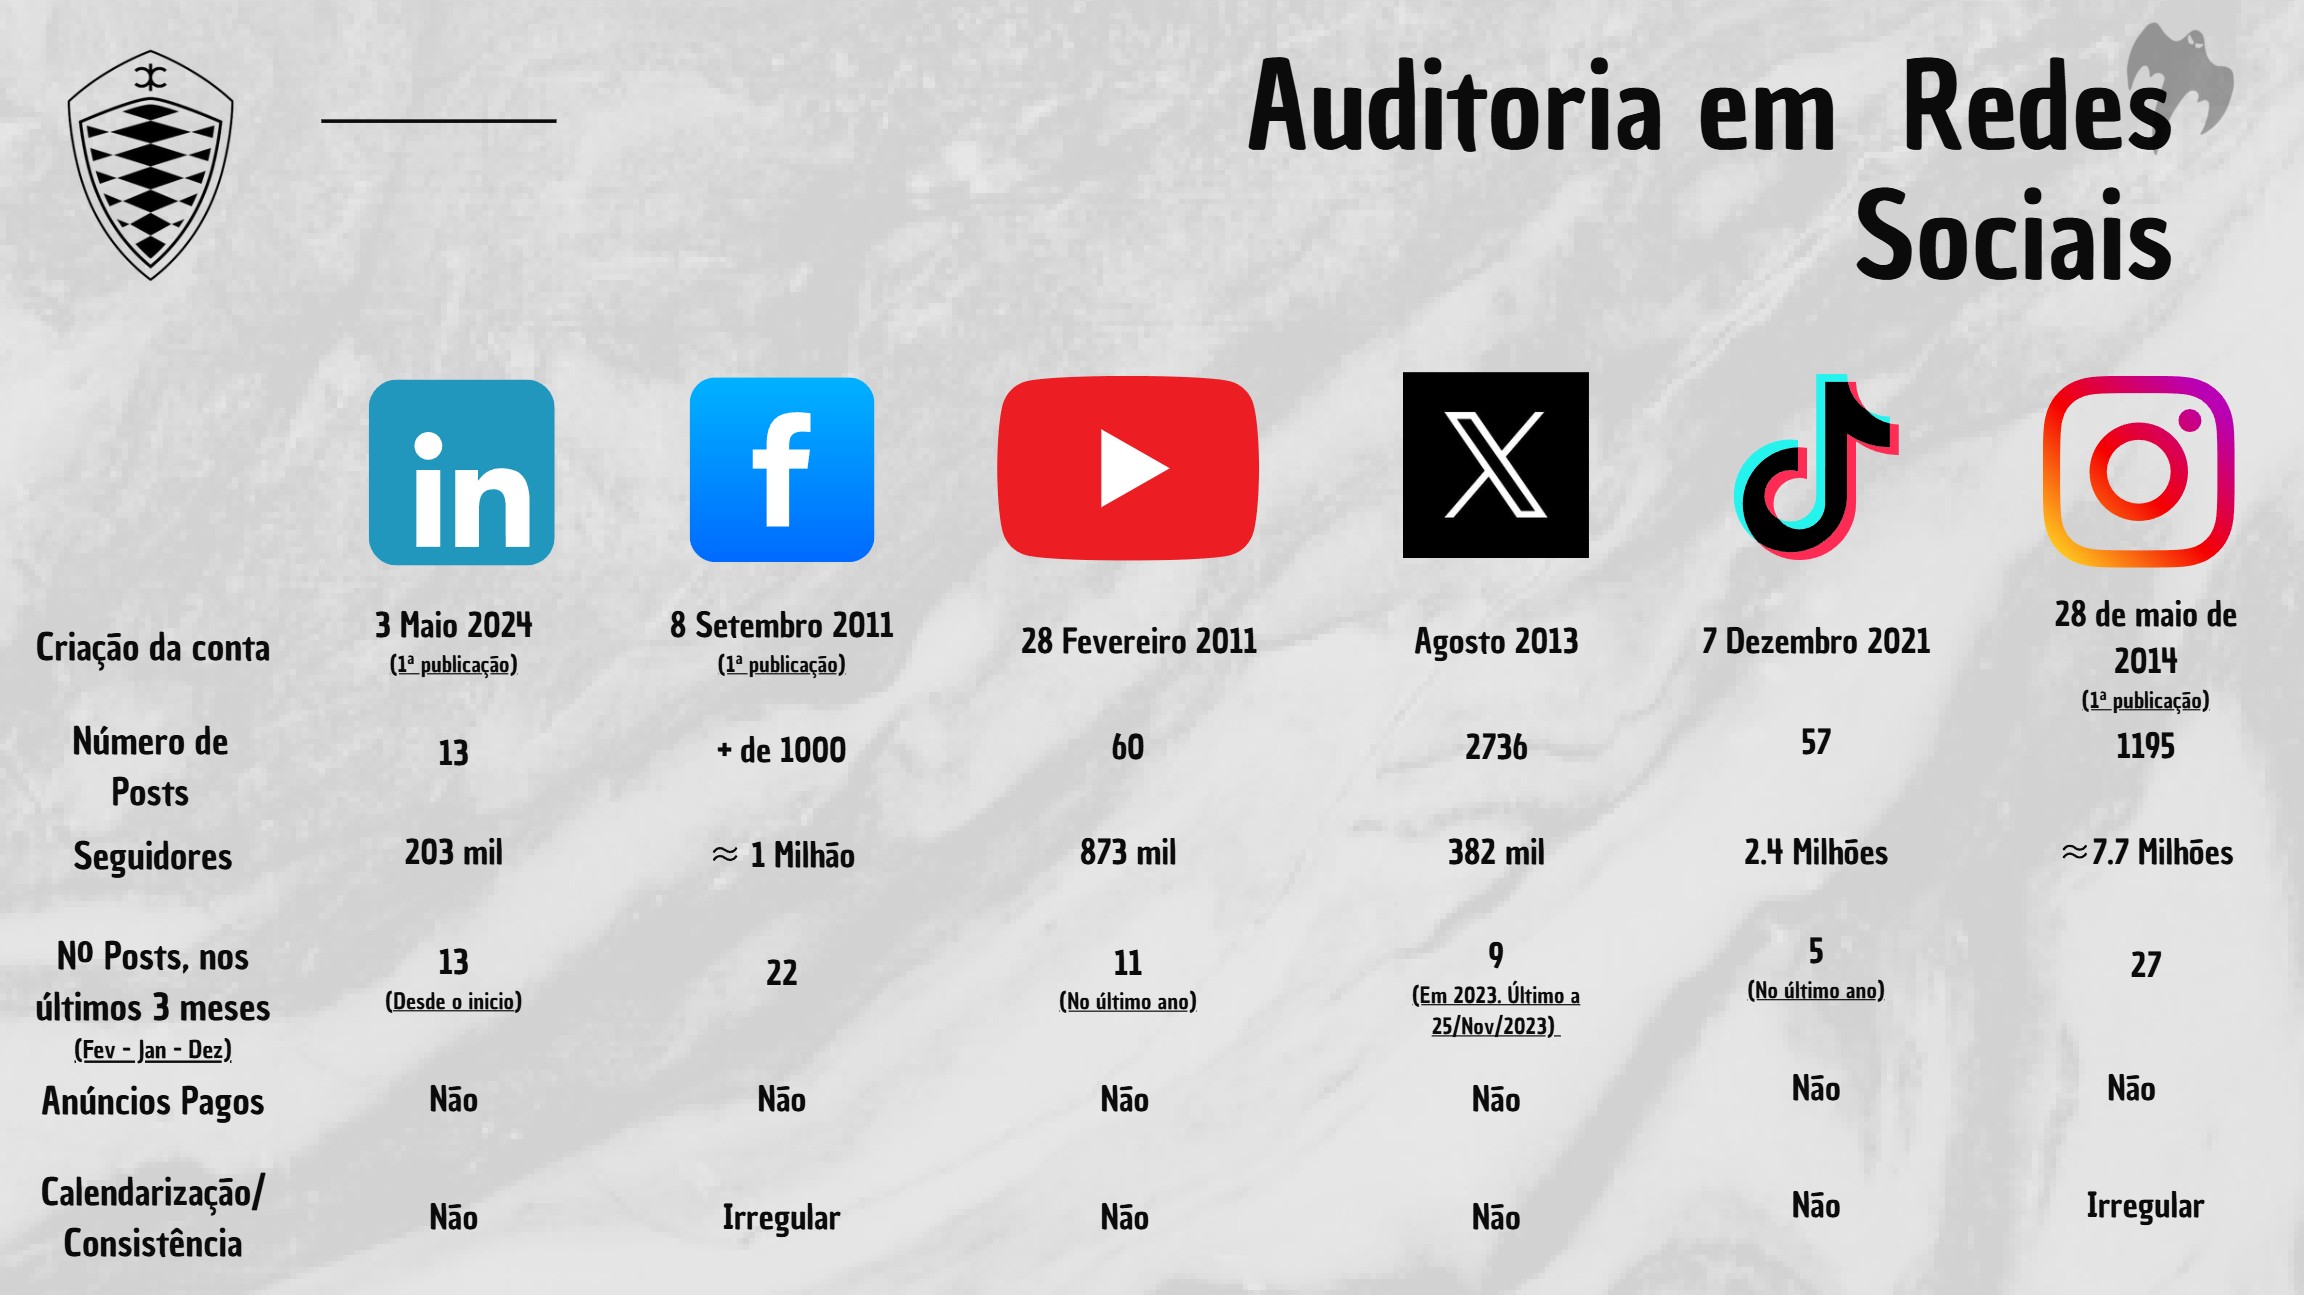 Auditoria em Redes
Sociais
Criação da conta
3 Maio 2024
(1ª publicação)
8 Setembro 2011
(1ª publicação)
28 Fevereiro 2011
Agosto 2013
7 Dezembro 2021
28 de maio de
2014
(1ª publicação)
Número de
Posts
13
+ de 1000
60
2736
57
1195
Seguidores
203 mil
≈ 1 Milhão
873 mil
382 mil
2.4 Milhões
≈7.7 Milhões
Nº Posts, nos
últimos 3 meses
(Fev - Jan - Dez)
13
(Desde o inicio)
22
11
(No último ano)
9
(Em 2023. Último a
25/Nov/2023)
5
(No último ano)
27
Anúncios Pagos
Não
Não
Não
Não
Não
Não
Calendarização/
Consistência
Não
Irregular
Não
Não
Não
Irregular